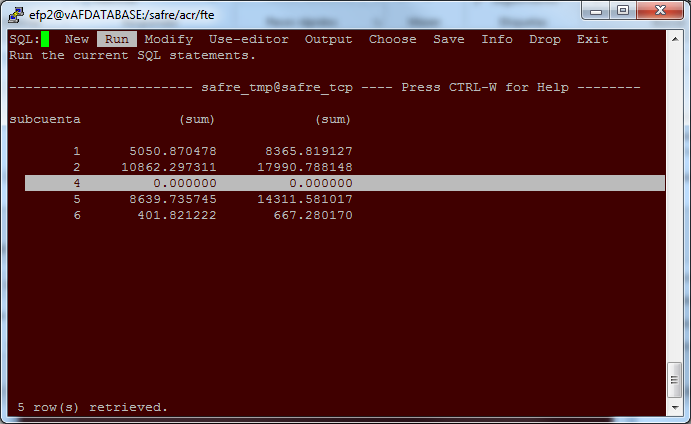 efp2@vAFDATABASE:/safre/acr/fte
SQL: New Run Modify Use-editor Output Choose Save Info Drop Exit
Run the current SQL statements.
----------------------- safre_tmp@safre_tcp ---- Press CTRL-W for Help --------
subcuenta (sum) (sum)
1 5050.870478 8365.819127
2 10862.297311 17990.788148
4 0.000000 0.000000
5 8639.735745 14311.581017
6 401.821222 667.280170
5 row(s) retrieved.